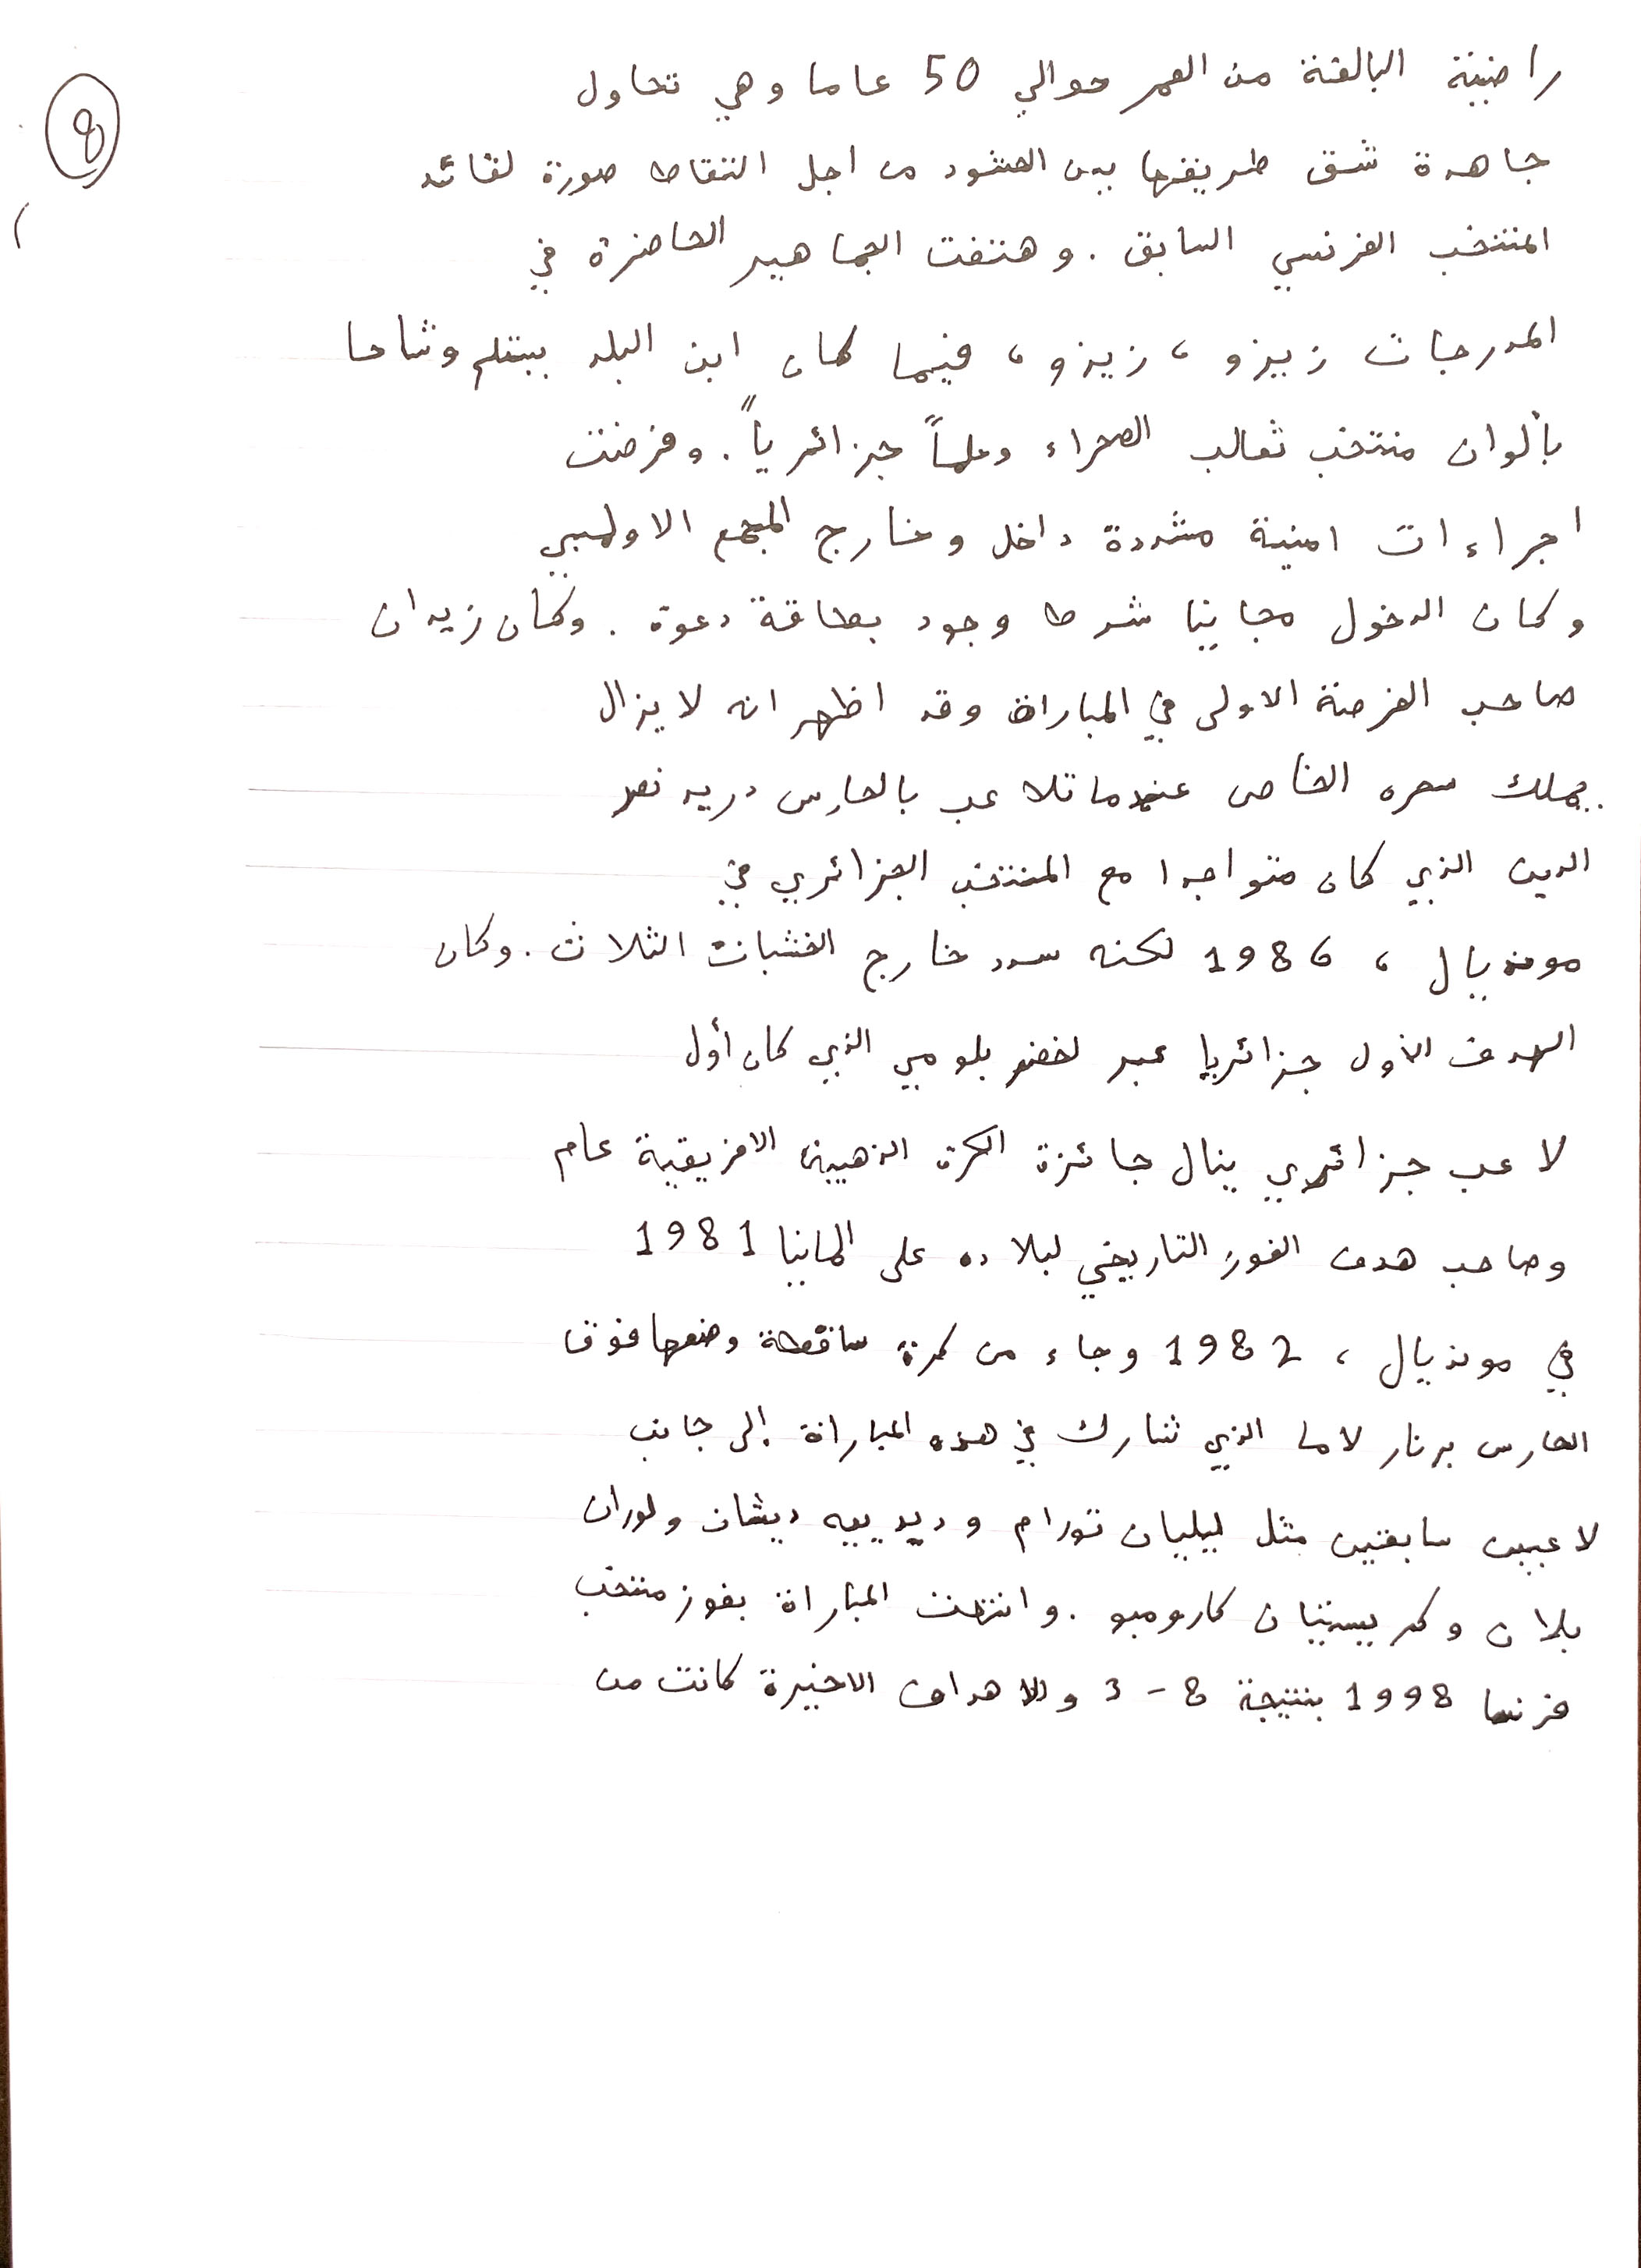 8
راضية البالغة من العمر حوالي 50 عاما وهي تحاول
جاهدة شق طريقها بين الحشود من اجل التقاط صورة لقائد
المنتخب الفرنسي السابق . وهتفت الجماهير الحاضرة في
المدرجات زيزو ، زيزو ، فيما كان ابن البلد يبتسم وشاحا
بألوان منتخب ثعالب الصحراء وعلماً جزائرياً" . وفرضت
اجراءات امنية مشددة داخل وخارج المجمع الاولمبي
وكان الدخول مجانيا شرط وجود بطاقة دعوة . وكان زيدان
صاحب الفرصة الاولى في المباراة وقد اظهر انه لا يزال
يملك سحره الخاص عندما تلاعب بالحارس دريد نصر
الدين الذي كان متواجدا مع المنتخب الجزائري في
مونديال ، 1986 لكنه سدد خارج الخشبات الثلاث . وكان
الهدف الأول جزائريا عبر لخضر بلومي الذي كان أول
لاعب جزائري ينال جائزة الكرة الذهبية الافريقية عام
وصاحب هدف الفوز التاريخي لبلاده على المانيا 1981
في مونديال ، 1982 وجاء من كرة ساقطة وضعها فوق
الحارس برنار لاما الذي شارك في هذه المباراة إلى جانب
لاعبين سابقين مثل ليليان تورام وديدييه ديشان ولوران
بلان وكريستيان كارومبو . وانتهت المباراة بفوز منتخب
فرنسا 1998 بنتيجة 8 - 3 والاهداف الاخيرة كانت من